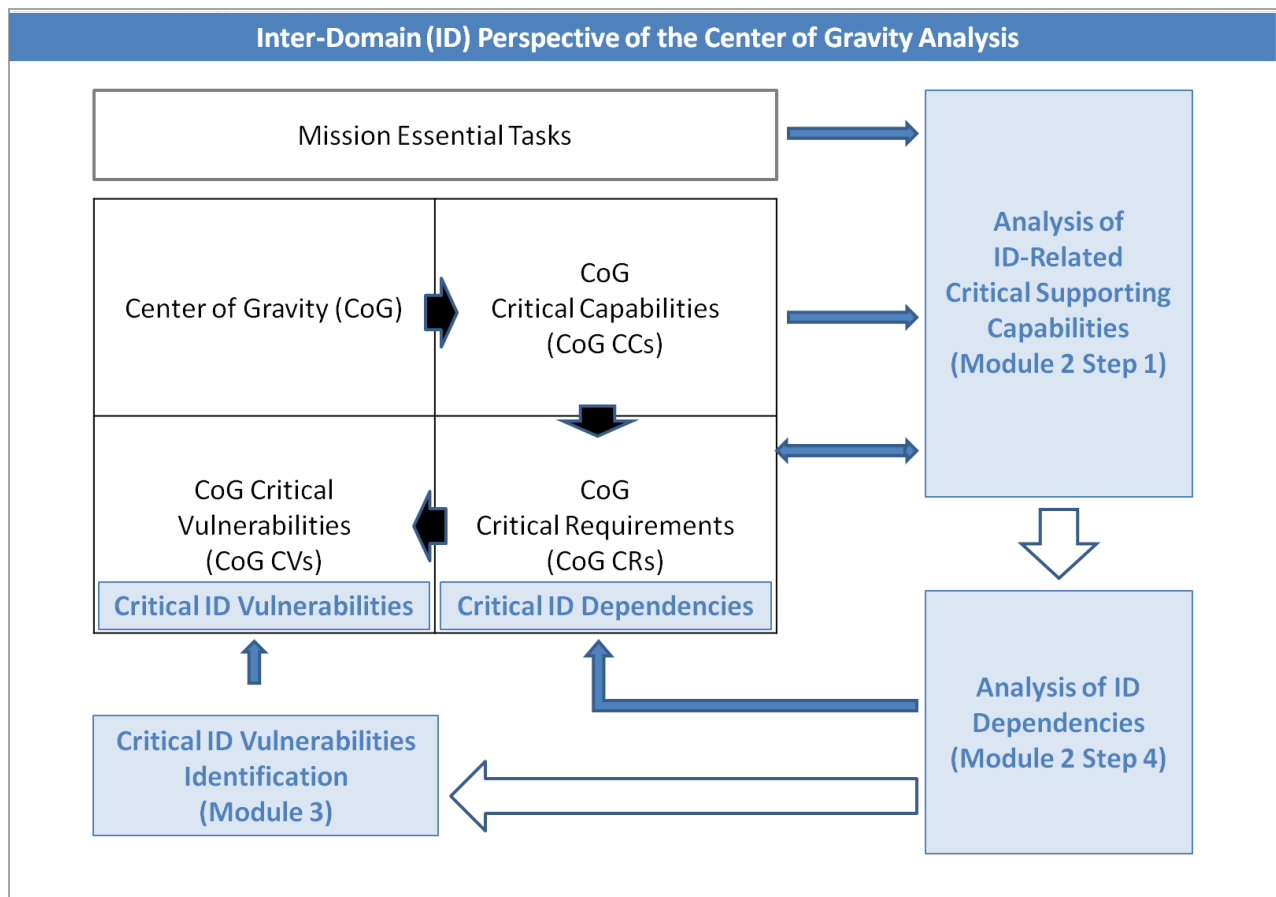 Inter-Domain (ID) Perspective of the Center of Gravity Analysis
Mission Essential Tasks
Analysis of
ID-Related
Critical Supporting
Capabilities
(Module 2 Step 1)
Center of Gravity (CoG)
CoG
Critical Capabilities
(CoG CCs)
CoG Critical
Vulnerabilities
(CoG CVs)
Critical ID Vulnerabilities
CoG
Critical Requirements
(CoG CRs)
Critical ID Dependencies
Analysis of ID
Dependencies
(Module 2 Step 4)
Critical ID Vulnerabilities
Identification
(Module 3)